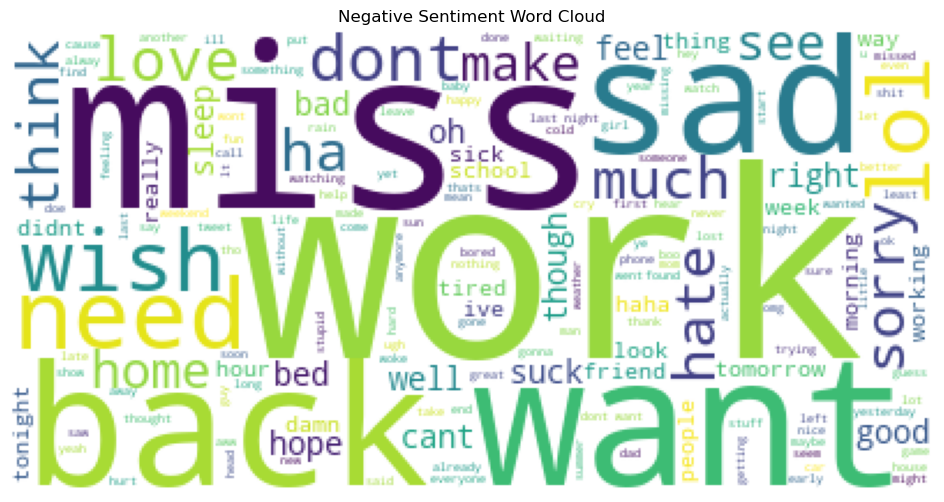 Negative Sentiment Word Cloud
cause
another
ill
put
done
waiting
hey
way
u
missed
even
alway
find
something
think
love
dont
make
feel
thing
see
baby
happy
year
missing
watch
shit
miss
sad
lol
let
feeling
really
sleep
wont
fun
call
it
bad
rain
leave
ha
oh
last night
cold
girl
start
sick
school
watching
yet
help
thats
mean
someone
much
right
better
least
doe
didnt
last
say
weekend
tweet
life
made
come
sun
cry
first
hear
never
week
wanted
ok
sorry
wish
work
tho
without
anymore
bored
nothing
tired
ive
gone
though
weather
ye
phone
boo
mom
went
found
lost
night
sure
morning
little
working
need
haha
thank
hate
actually
omg
stupid
hard
ugh
woke
man
gonna
look
trying
late
show
home
soon
hour
long
bed
well
great
suck
friend
tomorrow
guess
tonight
back
want
away
thought
guy
damn
hope
new
take
end
cant
dont want
people
stuff
left
nice
maybe
seem
yesterday
lot
good
game
saw
yeah
hurt
aww
head
said
already
everyone
summer
dad
getting
car
early
house
might